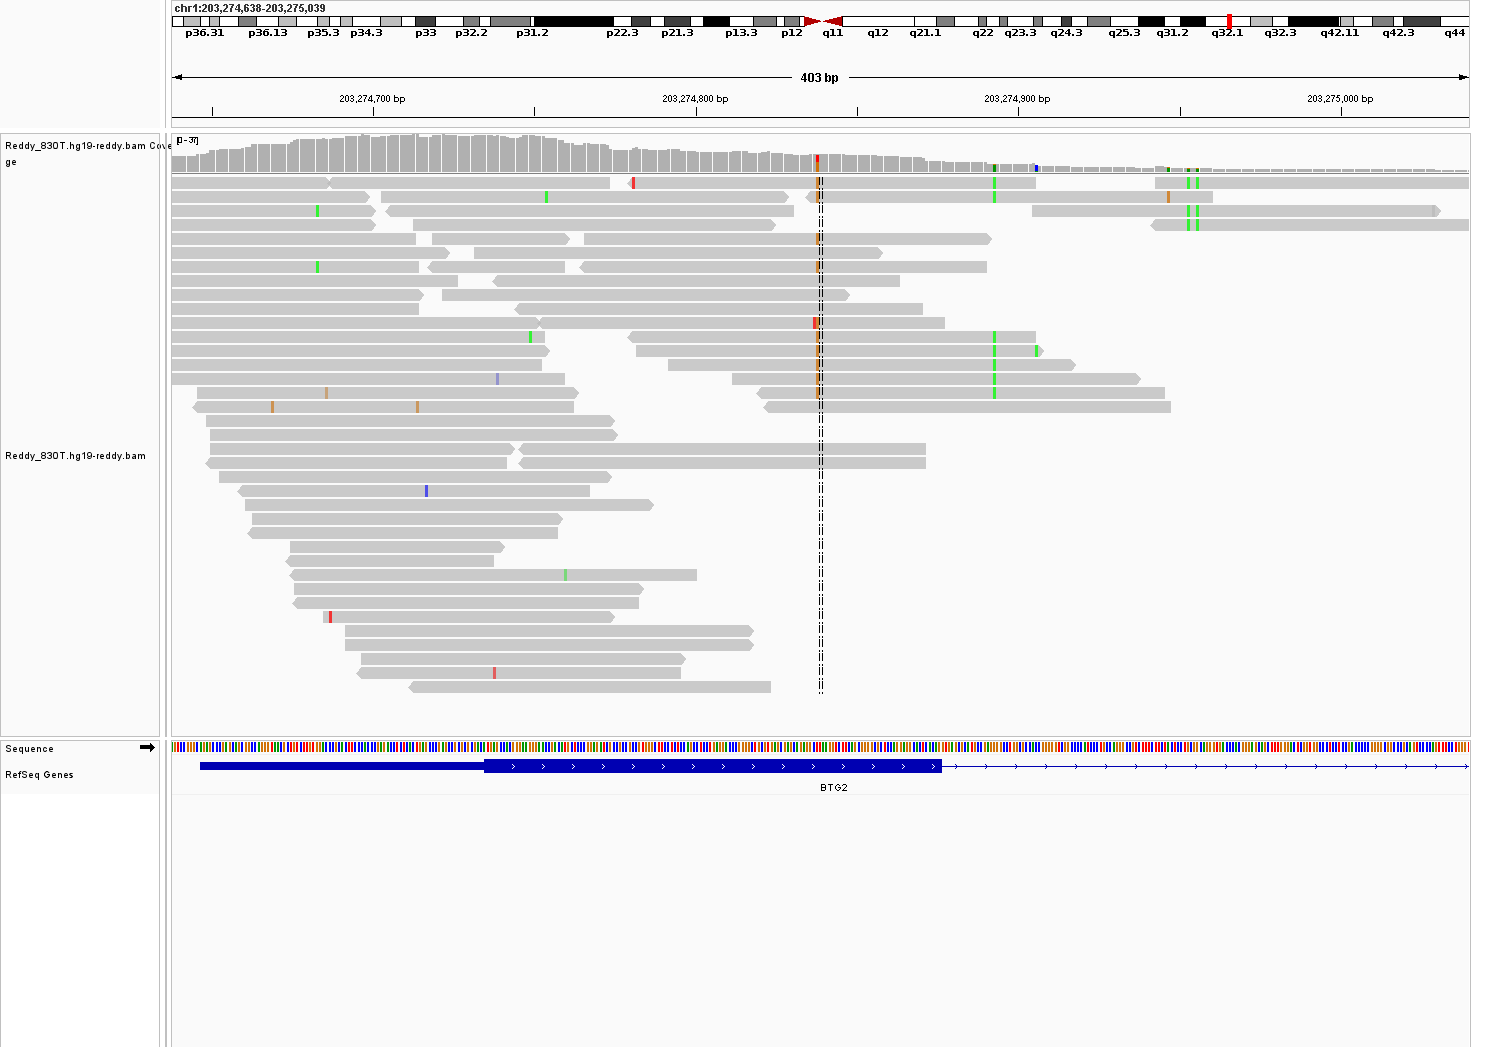 chr1:203,274,638-203,275,039
p36.31 p36.13 p35.3 p34.3 p33 p32.2 p31.2 p22.3 p21.3 p13.3 p12 q11 q12 q21.1 q22 q23.3 q24.3 q25.3 q31.2 q32.1 q32.3 q42.11 q42.3 q44
403 bp
203,274,700 bp 203,274,800 bp 203,274,900 bp 203,275,000 bp
[0 - 37]
Reddy_830T.hg19-reddy.bam Cove
ge
Reddy_830T.hg19-reddy.bam
Sequence
RefSeq Genes
BTG2